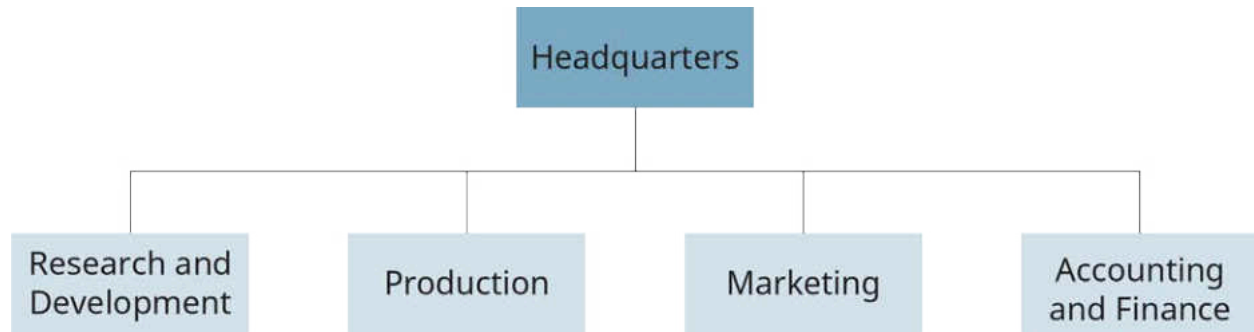 Headquarters
Research and
Development
Production
Marketing
Accounting
and Finance